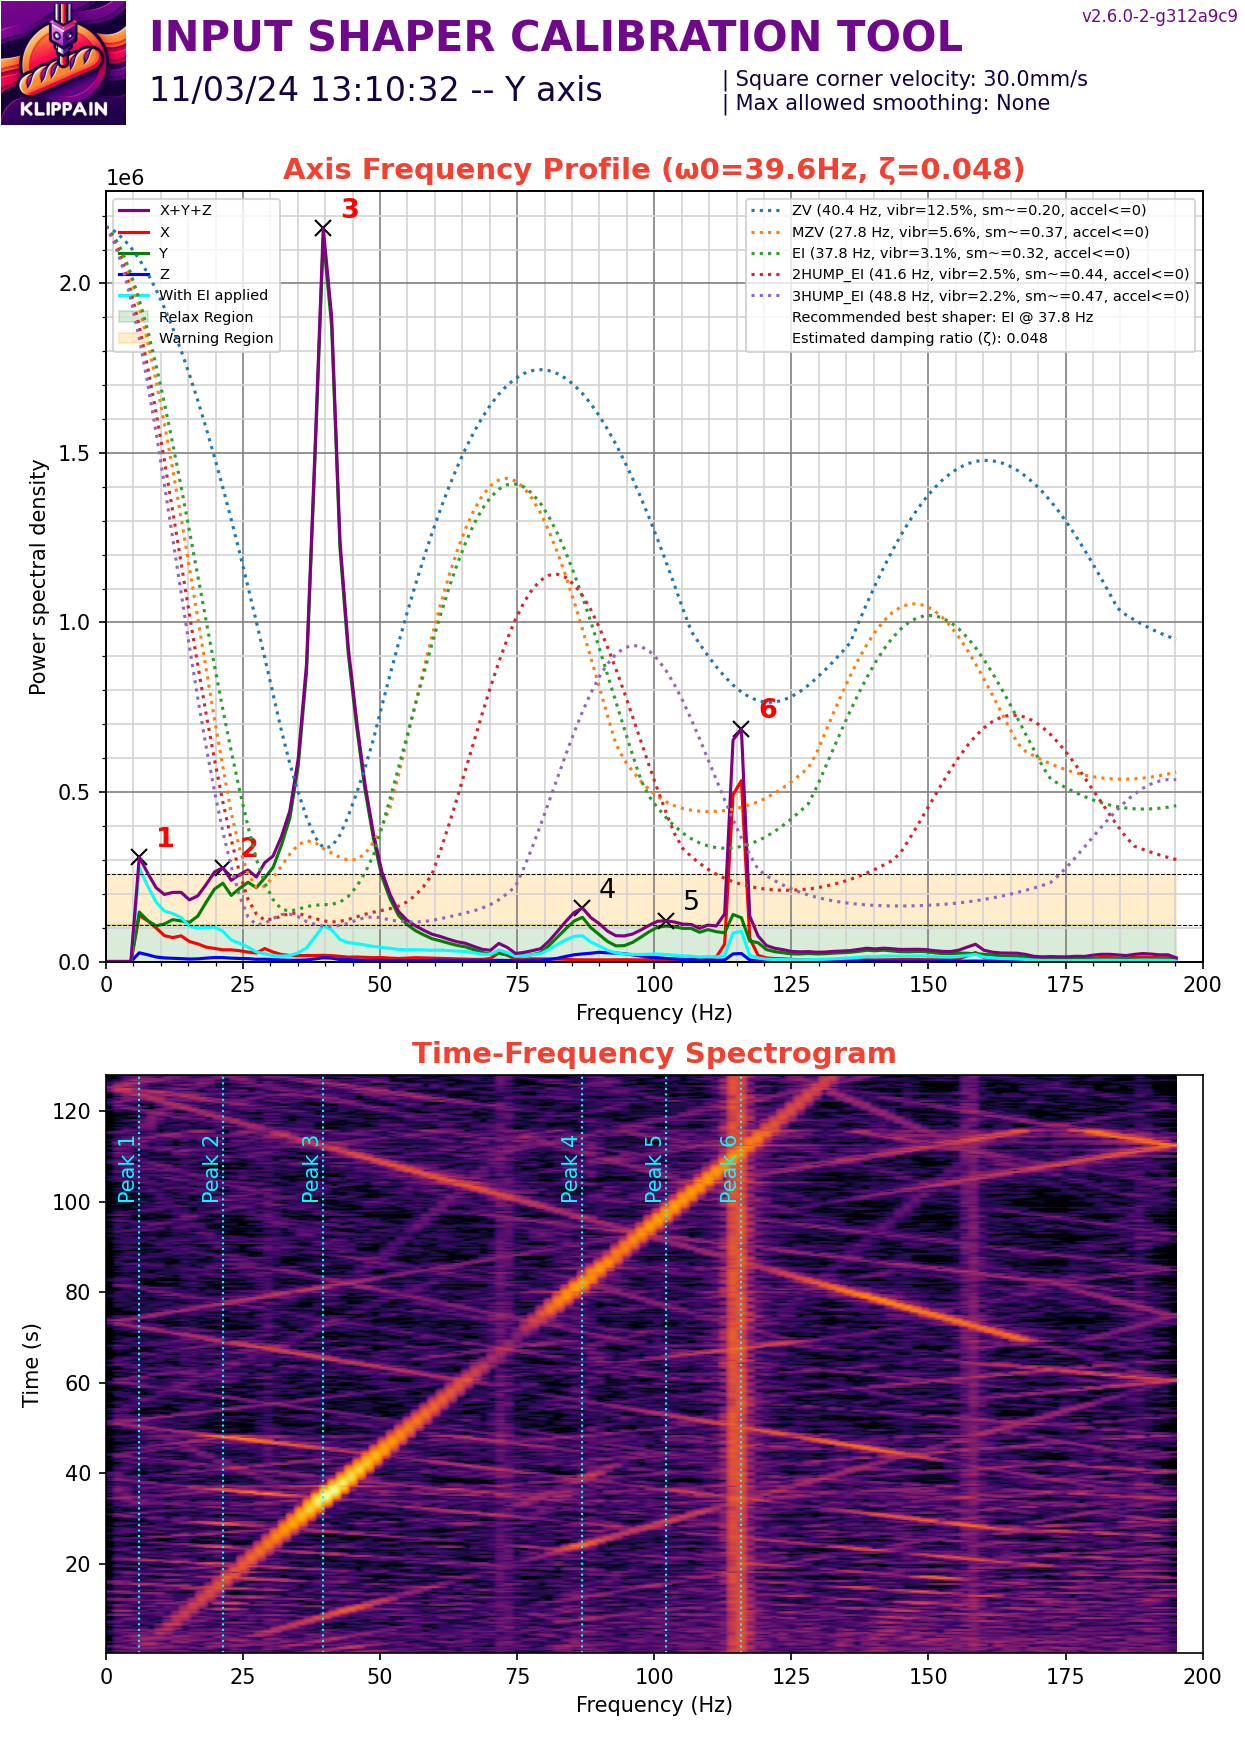 v2.6.0-2-g312a9c9
INPUT SHAPER CALIBRATION TOOL
11/03/24 13:10:32 -- Y axis
| Square corner velocity: 30.0mm/s
| Max allowed smoothing: None
KLIPPAIN
Axis Frequency Profile (ω0=39.6Hz, ζ=0.048)
1e6
X+Y+Z
X
Y
Z
With EI applied
Relax Region
Warning Region
ZV (40.4 Hz, vibr=12.5%, sm~=0.20, accel<=0)
MZV (27.8 Hz, vibr=5.6%, sm~=0.37, accel<=0)
EI (37.8 Hz, vibr=3.1%, sm~=0.32, accel<=0)
2HUMP_EI (41.6 Hz, vibr=2.5%, sm~=0.44, accel<=0)
3HUMP_EI (48.8 Hz, vibr=2.2%, sm~=0.47, accel<=0)
Recommended best shaper: EI @ 37.8 Hz
Estimated damping ratio (ζ): 0.048
3
6
1
2
4
5
Power spectral density
2.0
1.5
1.0
0.5
0.0
0 25 50 75 100 125 150 175 200
Frequency (Hz)
Time-Frequency Spectrogram
Peak 1
Peak 2
Peak 3
Peak 4
Peak 5
Peak 6
Time (s)
120
100
80
60
40
20
0 25 50 75 100 125 150 175 200
Frequency (Hz)